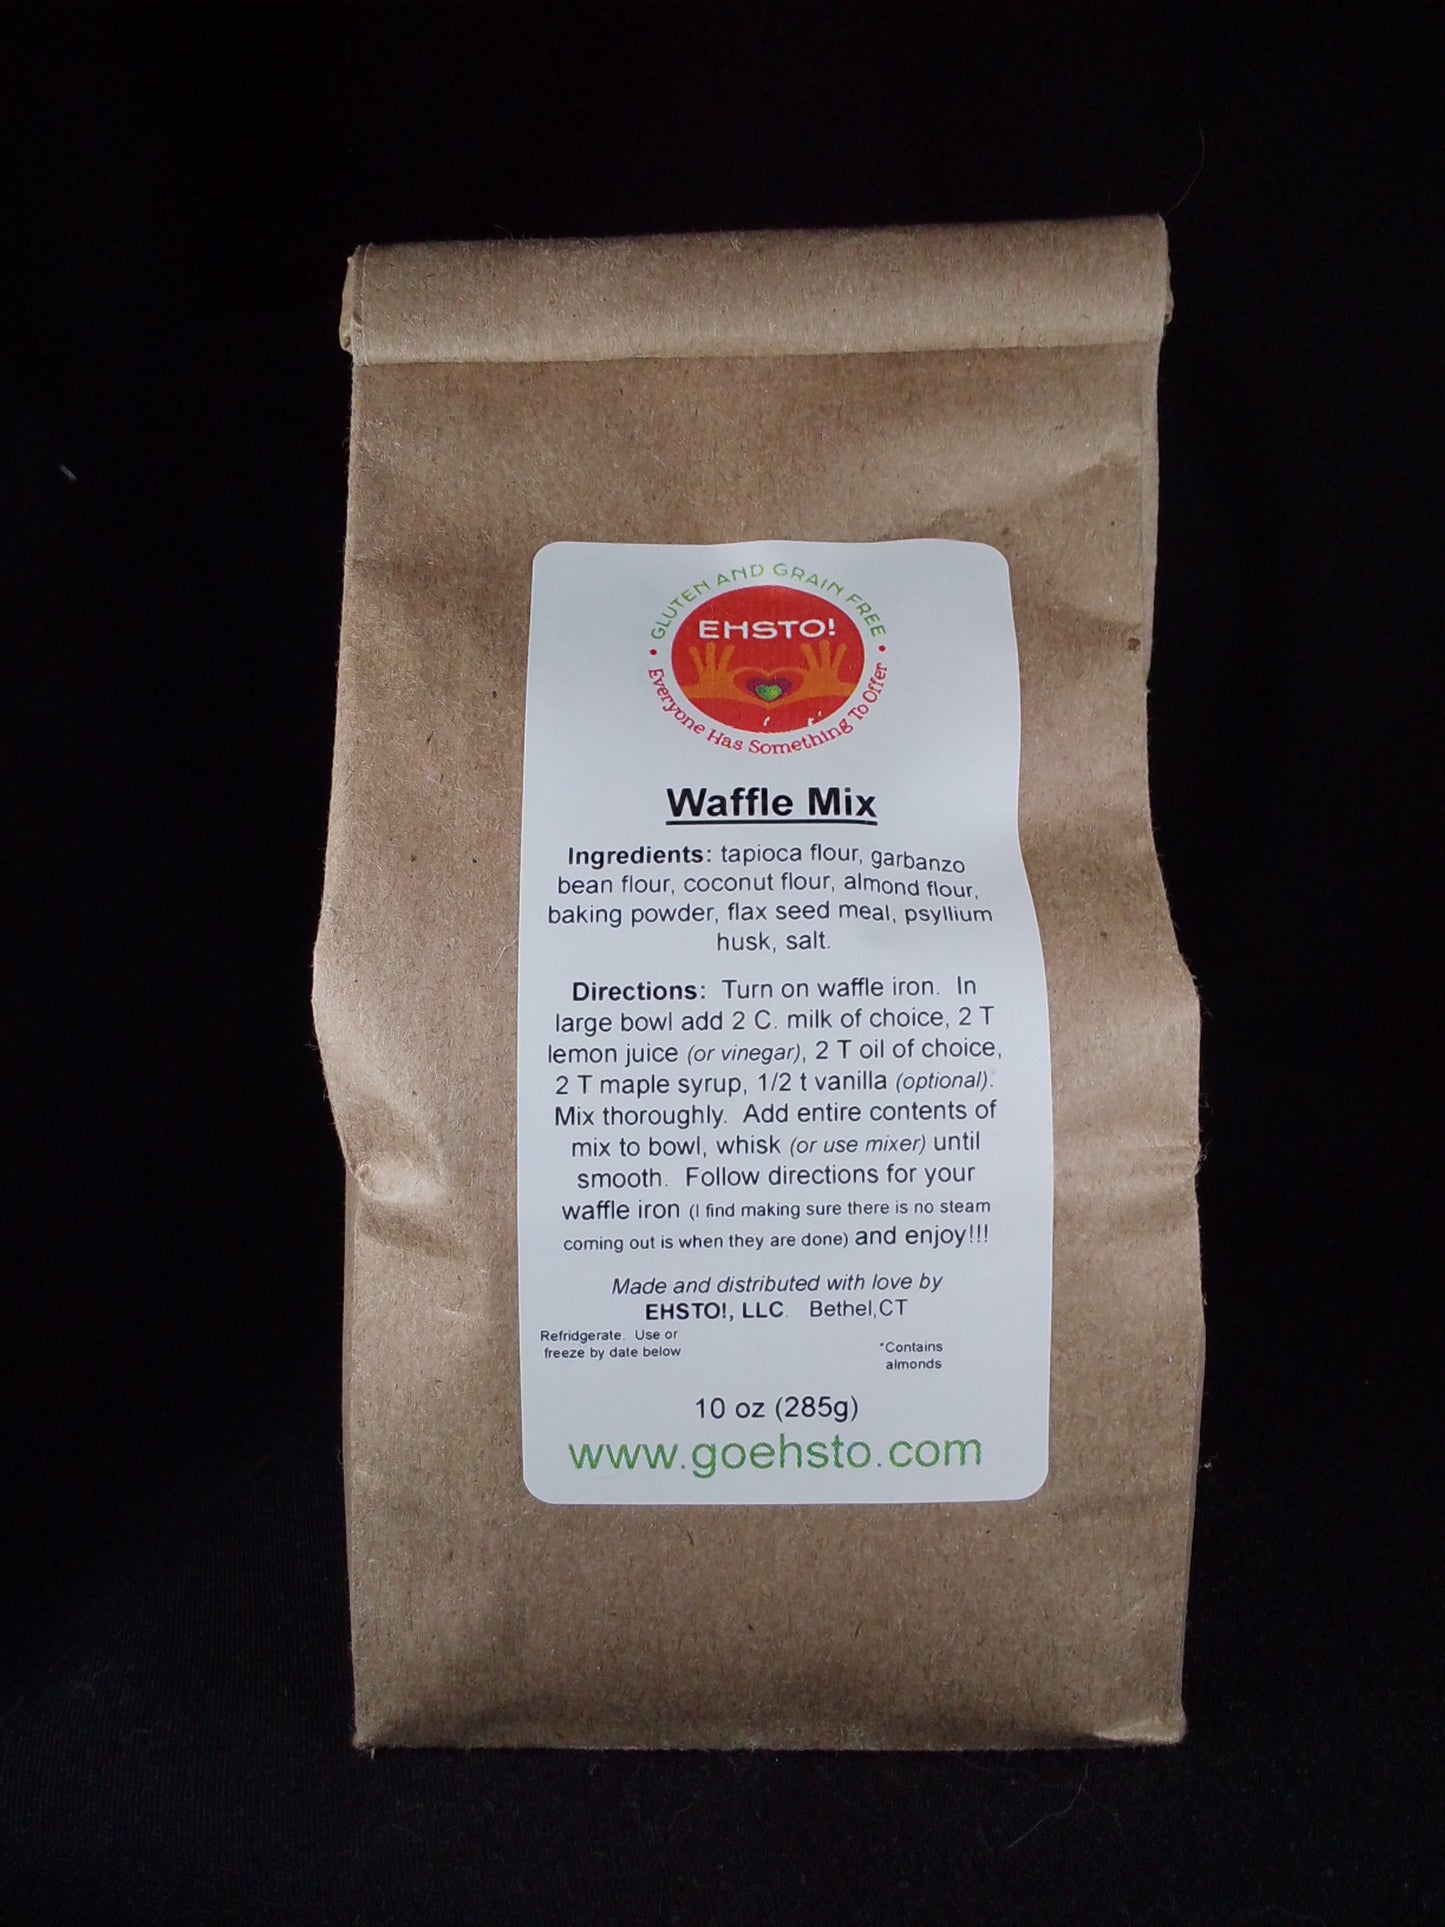 GLUTEN AND GRAIN FREE
EHSTO!
• Everyone Has Something To Offer •
Waffle Mix
Ingredients: tapioca flour, garbanzo
bean flour, coconut flour, almond flour,
baking powder, flax seed meal, psyllium
husk, salt.
Directions: Turn on waffle iron. In
large bowl add 2 C. milk of choice, 2 T
lemon juice (or vinegar), 2 T oil of choice,
2 T maple syrup, 1/2 t vanilla (optional).
Mix thoroughly. Add entire contents of
mix to bowl, whisk (or use mixer) until
smooth. Follow directions for your
waffle iron (I find making sure there is no steam
coming out is when they are done) and enjoy!!!
Made and distributed with love by
EHSTO!, LLC. Bethel,CT
Refridgerate. Use or
freeze by date below
*Contains
almonds
10 oz (285g)
www.goehsto.com